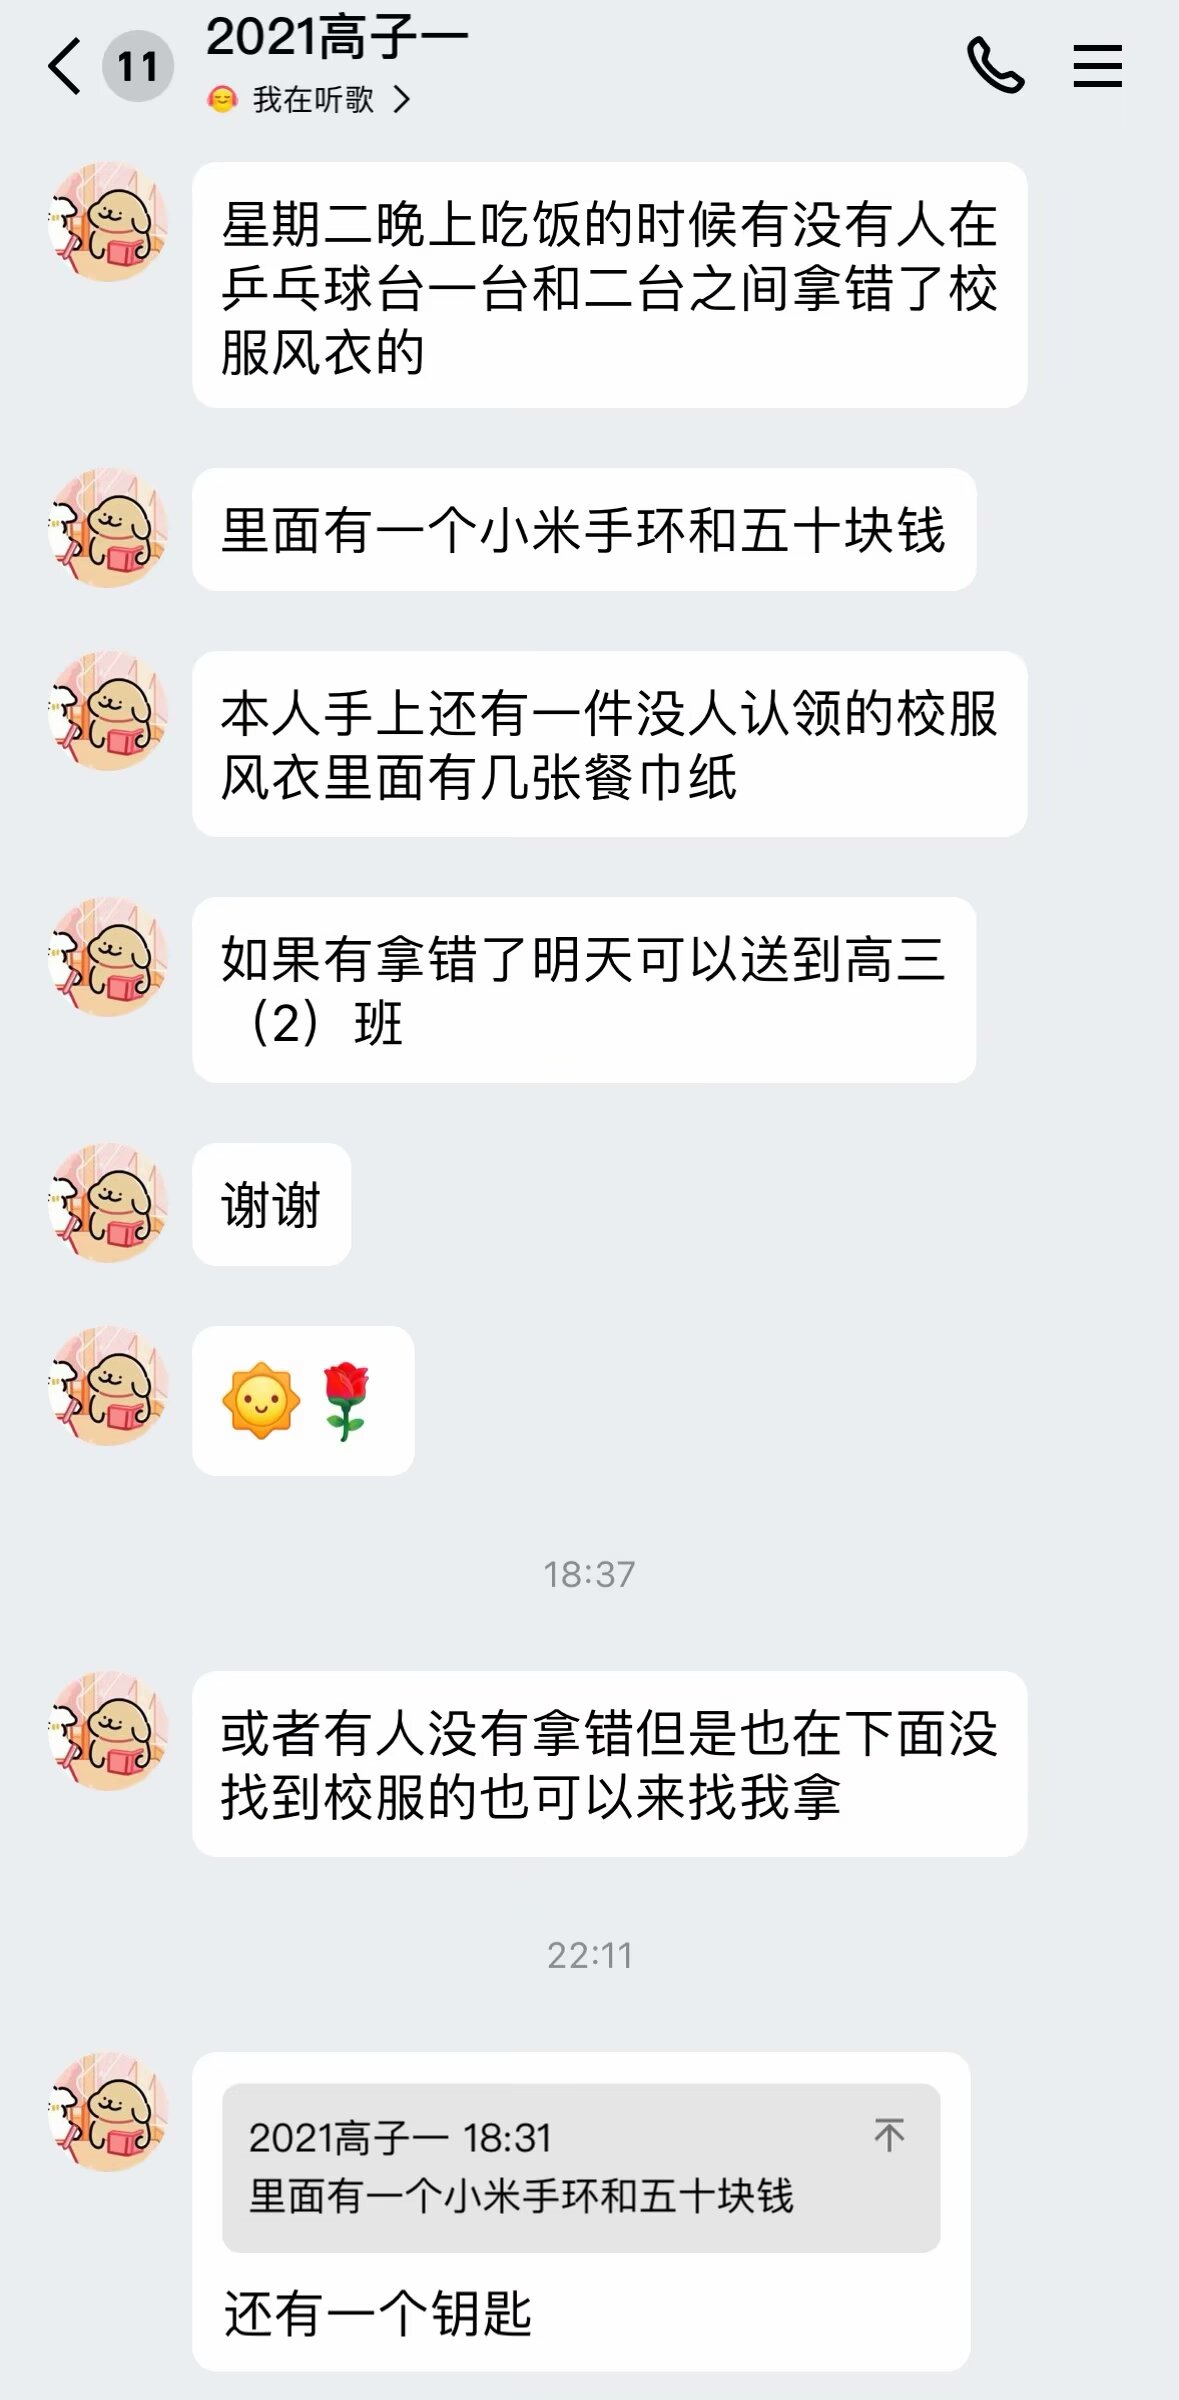 11
2021高子一
我在听歌
星期二晚上吃饭的时候有没有人在
乒乓球台一台和二台之间拿错了校
服风衣的
里面有一个小米手环和五十块钱
本人手上还有一件没人认领的校服
风衣里面有几张餐巾纸
如果有拿错了明天可以送到高三
（2）班
谢谢
18:37
或者有人没有拿错但是也在下面没
找到校服的也可以来找我拿
22:11
2021高子一 18:31
里面有一个小米手环和五十块钱
还有一个钥匙